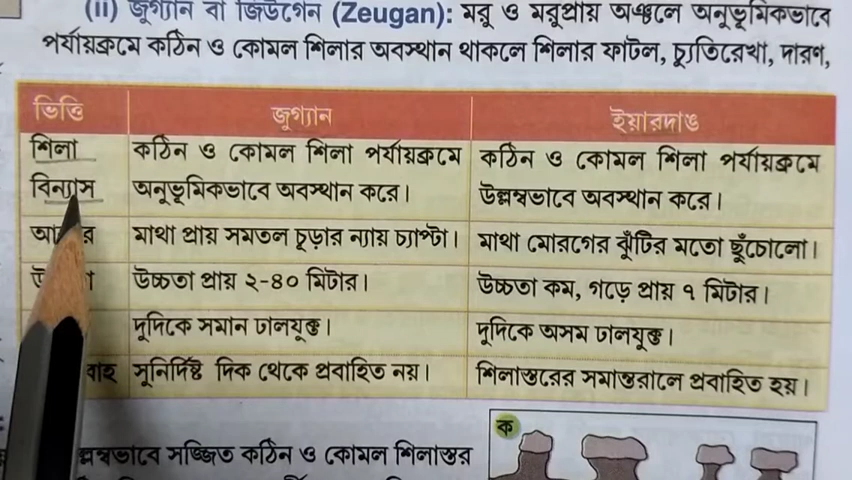 (ii) জুগ্যান বা জিউগেন (Zeugan): মরু ও মরুপ্রায় অঞ্চলে অনুভূমিকভাবে
পর্যায়ক্রমে কঠিন ও কোমল শিলার অবস্থান থাকলে শিলার ফাটল, চ্যুতিরেখা, দারণ,
ভিত্তি জুগ্যান ইয়ারদাঙ
শিলা কঠিন ও কোমল শিলা পর্যায়ক্রমে কঠিন ও কোমল শিলা পর্যায়ক্রমে
বিন্যাস অনুভূমিকভাবে অবস্থান করে। উল্লম্বভাবে অবস্থান করে।
মাথা প্রায় সমতল চূড়ার ন্যায় চ্যাপ্টা। মাথা মোরগের ঝুঁটির মতো ছুঁচোলো।
উচ্চতা প্রায় ২-৪০ মিটার। উচ্চতা কম, গড়ে প্রায় ৭ মিটার।
দুদিকে সমান ঢালযুক্ত। দুদিকে অসম ঢালযুক্ত।
সুনির্দিষ্ট দিক থেকে প্রবাহিত নয়। শিলাস্তরের সমান্তরালে প্রবাহিত হয়।
ক
সজ্জিত কঠিন ও কোমল শিলাস্তর